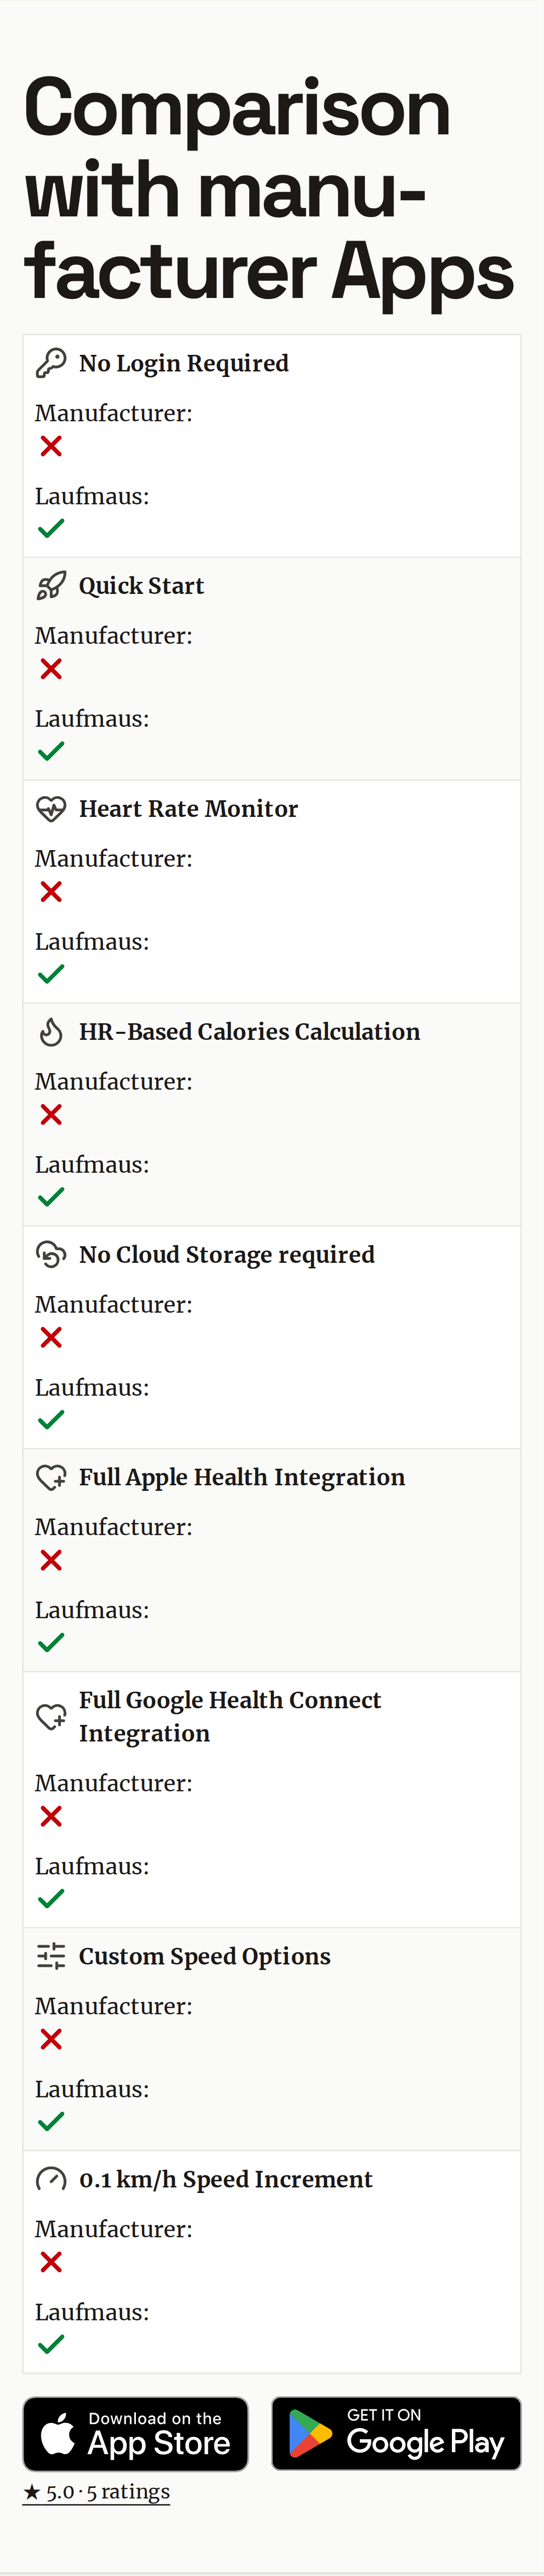 Comparison
with manu-
facturer Apps
No Login Required
Manufacturer:
Laufmaus:
Quick Start
Manufacturer:
Laufmaus:
Heart Rate Monitor
Manufacturer:
Laufmaus:
HR-Based Calories Calculation
Manufacturer:
Laufmaus:
No Cloud Storage required
Manufacturer:
Laufmaus:
Full Apple Health Integration
Manufacturer:
Laufmaus:
Full Google Health Connect
Integration
Manufacturer:
Laufmaus:
Custom Speed Options
Manufacturer:
Laufmaus:
0.1 km/h Speed Increment
Manufacturer:
Laufmaus:
Download on the
App Store
GET IT ON
Google Play
★ 5.0 · 5 ratings